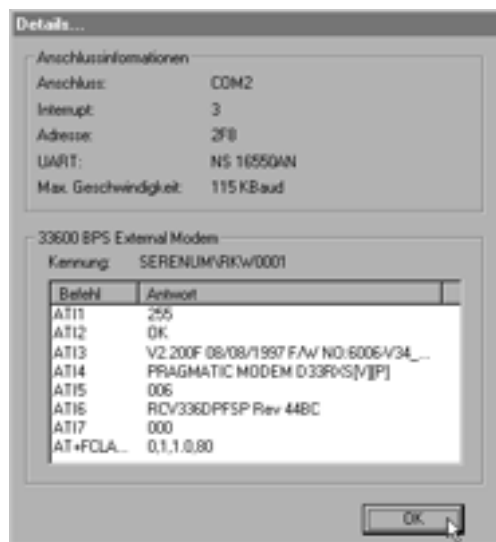 Details...
Anschlussinformationen
Anschluss: COM2
Interrupt: 3
Adresse: 2F8
UART: NS 16550AN
Max. Geschwindigkeit: 115 KBaud
33600 BPS External Modem
Kennung: SERENUM\RKW0001
Befehl Antwort
ATI1 255
ATI2 OK
ATI3 V2.200F 08/08/1997 F/W NO:6006-V34_...
ATI4 PRAGMATIC MODEM D33RXS[V][P]
ATI5 006
ATI6 RCV336DPFSP Rev 44BC
ATI7 000
AT+FCLA... 0,1,1.0,80
OK